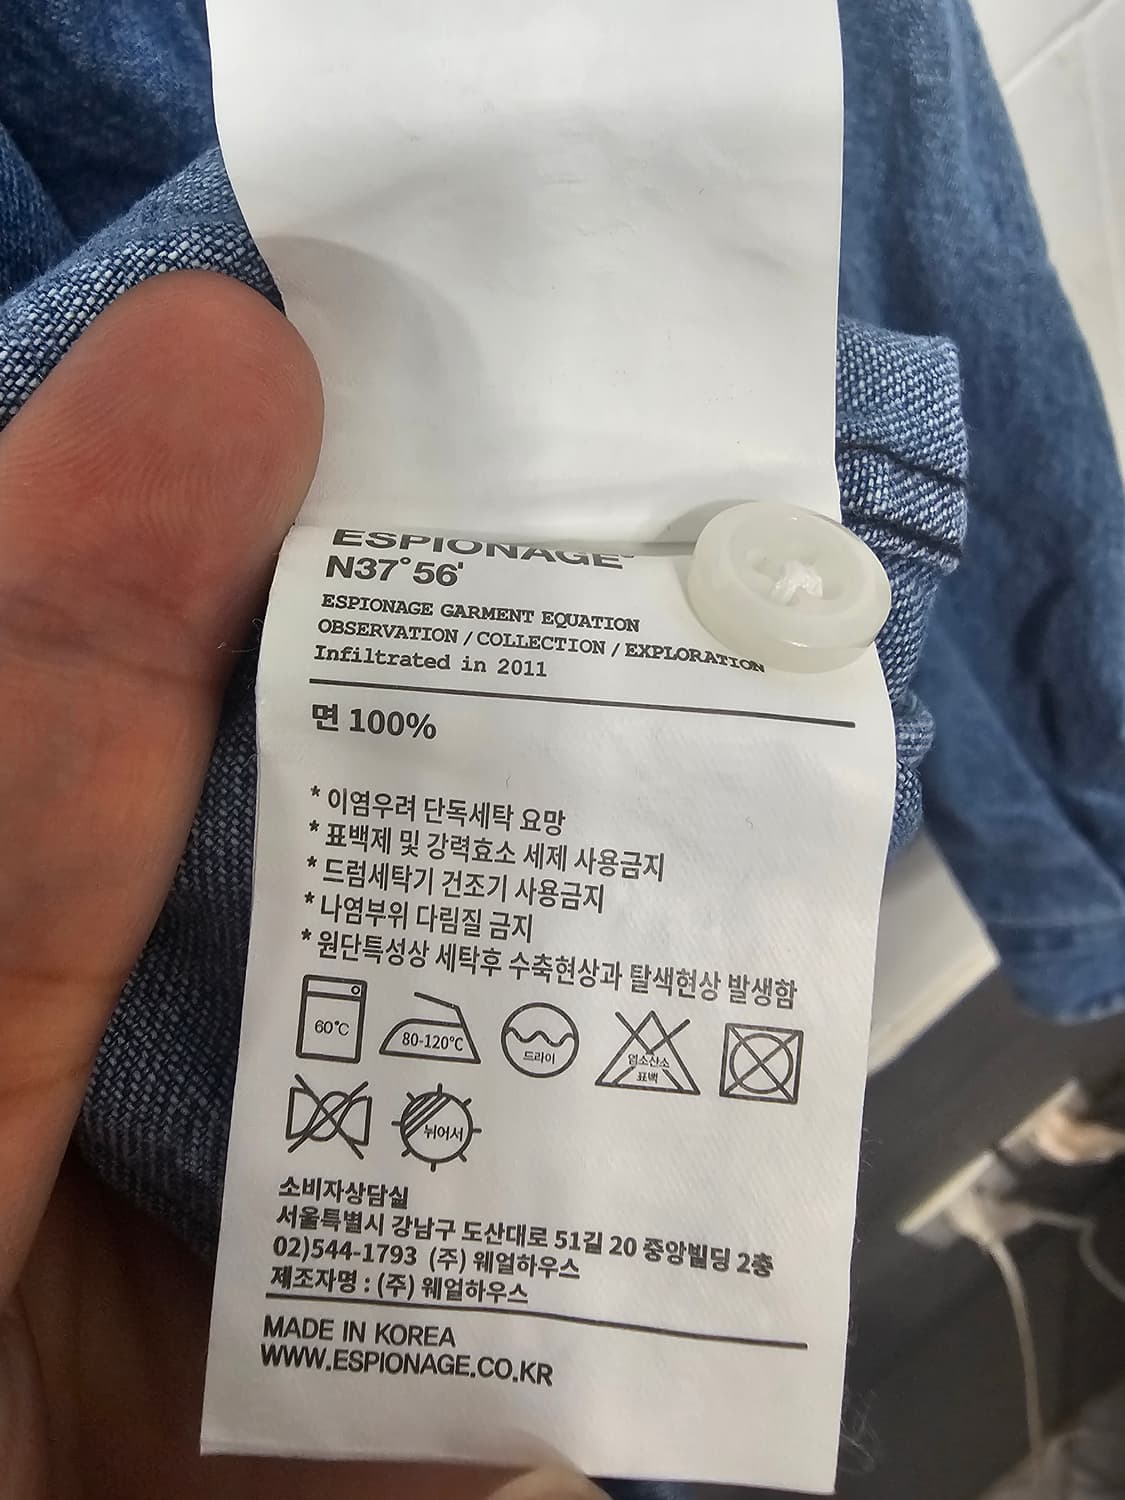 ESPIONAGE
N37°56'
ESPIONAGE GARMENT EQUATION
OBSERVATION / COLLECTION / EXPLORATION
Infiltrated in 2011
면 100%
* 이염우려 단독세탁 요망
* 표백제 및 강력효소 세제 사용금지
* 드럼세탁기 건조기 사용금지
* 나염부위 다림질 금지
* 원단특성상 세탁후 수축현상과 탈색현상 발생함
60℃
80-120℃
드라이
염소산소
표백
뉘어서
소비자상담실
서울특별시 강남구 도산대로 51길 20 중앙빌딩 2층
02)544-1793 (주) 웨얼하우스
제조자명 : (주) 웨얼하우스
MADE IN KOREA
WWW.ESPIONAGE.CO.KR